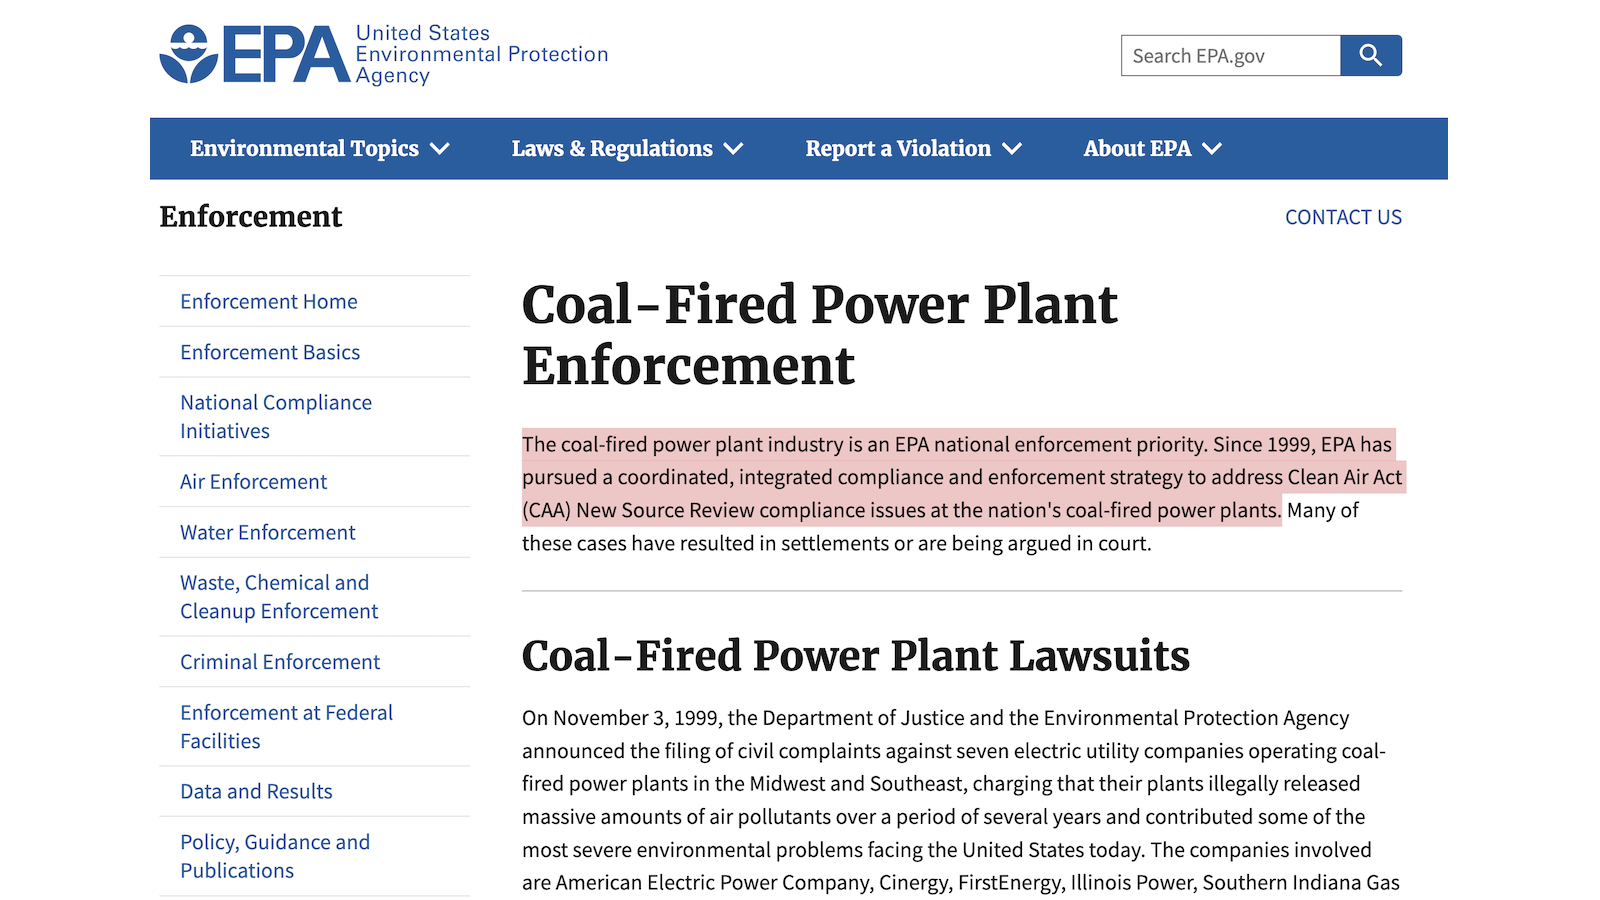 EPA United States
Environmental Protection
Agency
Search EPA.gov
Environmental Topics Laws & Regulations Report a Violation About EPA
Enforcement
CONTACT US
Enforcement Home
Enforcement Basics
National Compliance
Initiatives
Air Enforcement
Water Enforcement
Waste, Chemical and
Cleanup Enforcement
Criminal Enforcement
Enforcement at Federal
Facilities
Data and Results
Policy, Guidance and
Publications
Coal-Fired Power Plant
Enforcement
The coal-fired power plant industry is an EPA national enforcement priority. Since 1999, EPA has
pursued a coordinated, integrated compliance and enforcement strategy to address Clean Air Act
(CAA) New Source Review compliance issues at the nation's coal-fired power plants. Many of
these cases have resulted in settlements or are being argued in court.
Coal-Fired Power Plant Lawsuits
On November 3, 1999, the Department of Justice and the Environmental Protection Agency
announced the filing of civil complaints against seven electric utility companies operating coal-
fired power plants in the Midwest and Southeast, charging that their plants illegally released
massive amounts of air pollutants over a period of several years and contributed some of the
most severe environmental problems facing the United States today. The companies involved
are American Electric Power Company, Cinergy, FirstEnergy, Illinois Power, Southern Indiana Gas